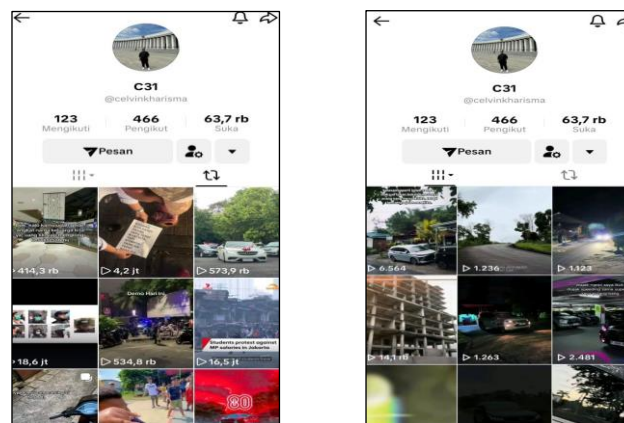 C31
@celvinkharisma
123
466
63,7 rb
Mengikuti
Pengikut
Suka
Pesan
414,3 rb
4,2 jt
573,9 rb
Demo Hari Ini
18,6 jt
534,8 rb
Students protest against
MP salaries in Jakarta
16,5 jt
C31
@celvinkharisma
123
466
63,7 rb
Mengikuti
Pengikut
Suka
Pesan
6.564
1.236
1.123
14,1 rb
1.263
2.481